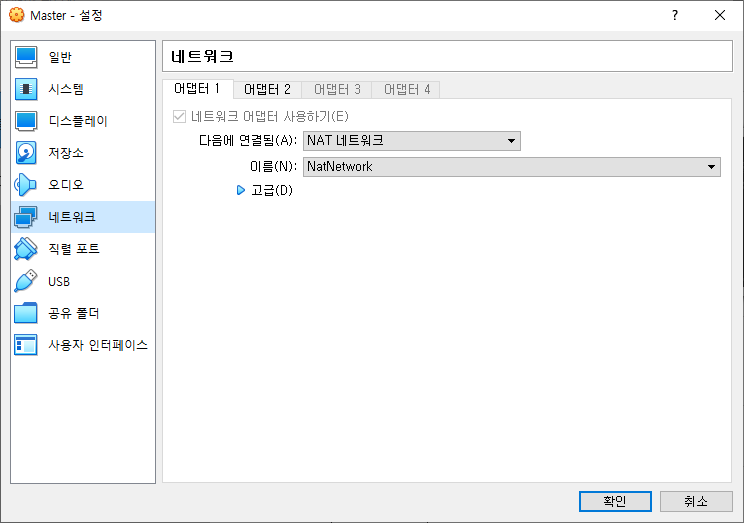 Master - 설정
?
일반
시스템
디스플레이
저장소
오디오
네트워크
직렬 포트
USB
공유 폴더
사용자 인터페이스
네트워크
어댑터 1 어댑터 2 어댑터 3 어댑터 4
네트워크 어댑터 사용하기(E)
다음에 연결됨(A): NAT 네트워크
이름(N): NatNetwork
고급(D)
확인 취소